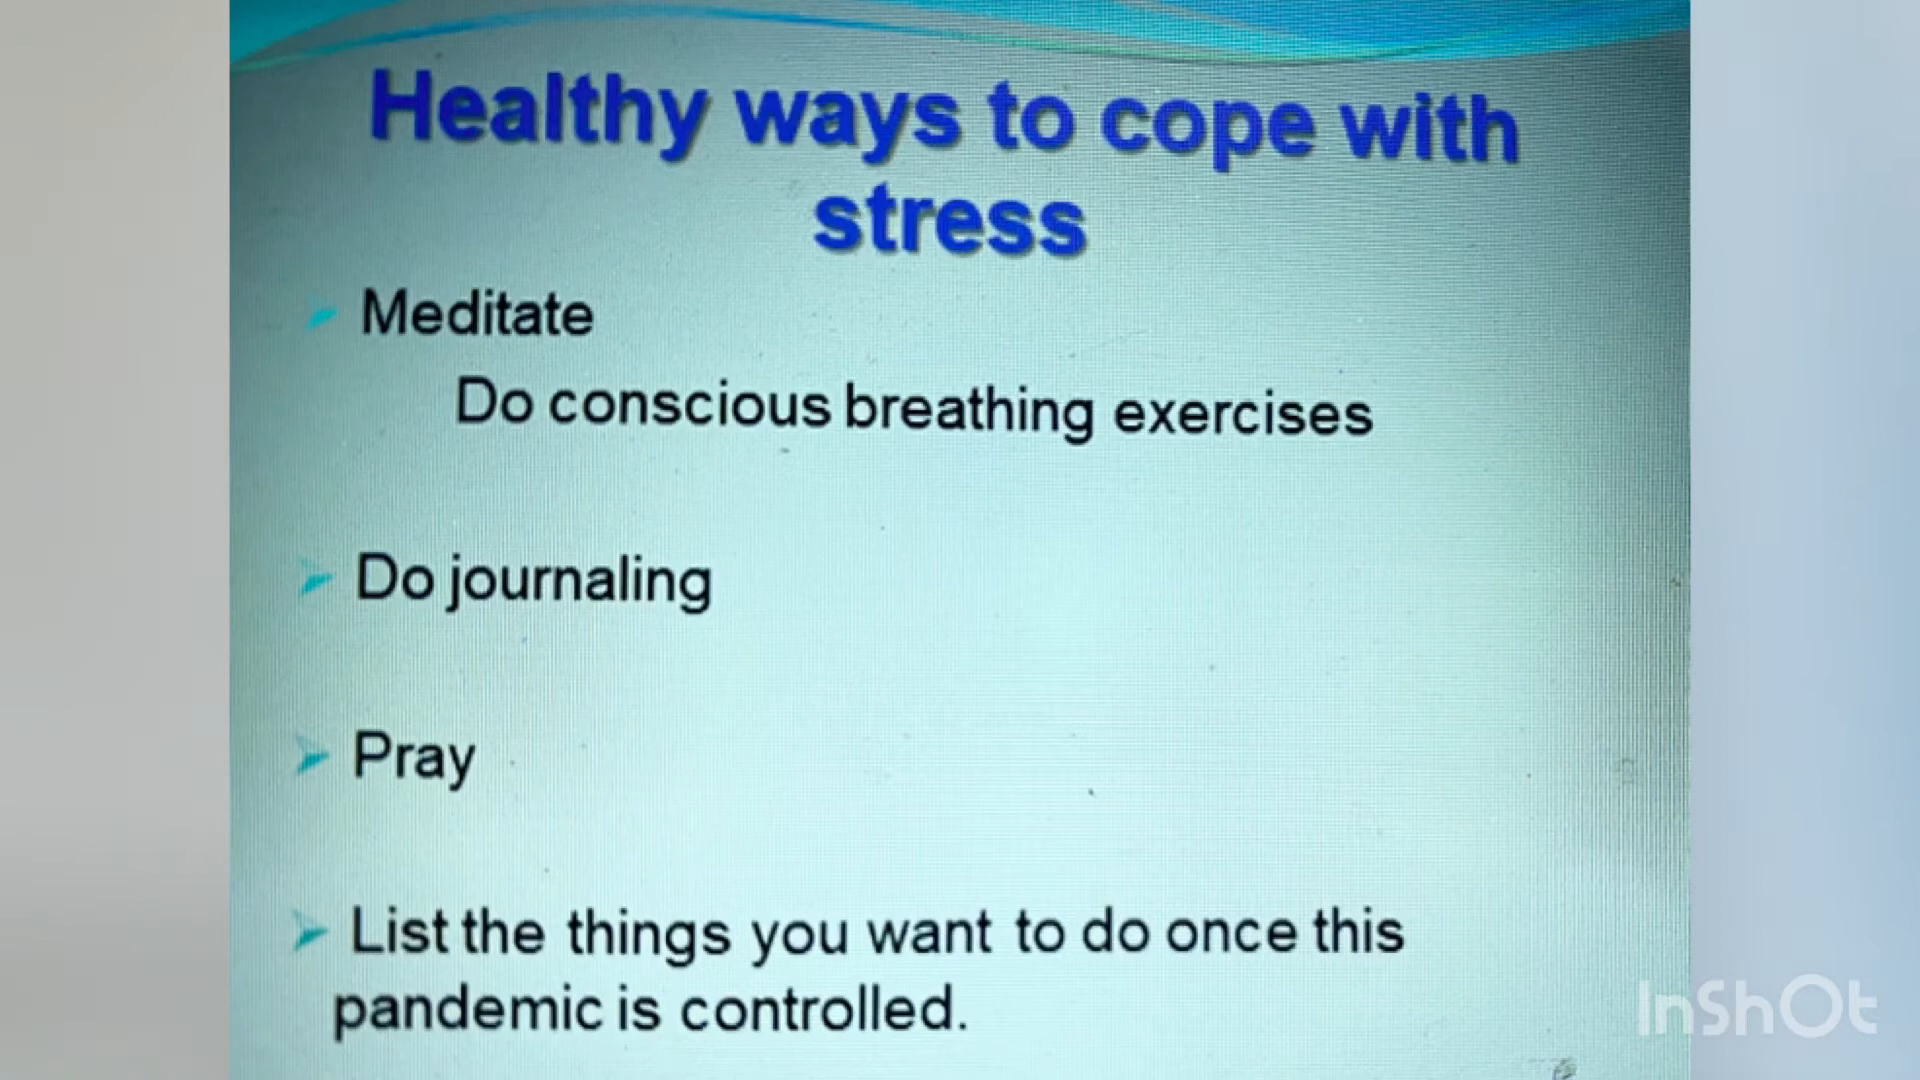 Healthy ways to cope with
stress
Meditate
Do conscious breathing exercises
Do journaling
Pray
List the things you want to do once this
pandemic is controlled.
InShOt